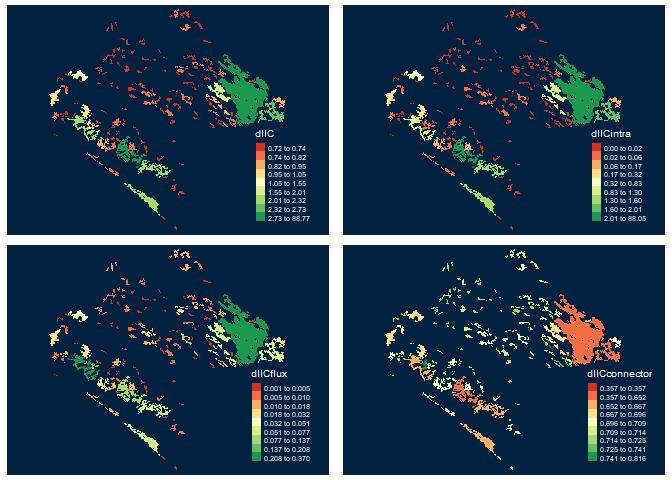 dIIC
0.72 to 0.74
0.74 to 0.82
0.82 to 0.95
0.95 to 1.05
1.05 to 1.55
1.55 to 2.01
2.01 to 2.32
2.32 to 2.73
2.73 to 88.77
dIICintra
0.00 to 0.02
0.02 to 0.06
0.06 to 0.17
0.17 to 0.32
0.32 to 0.83
0.83 to 1.30
1.30 to 1.60
1.60 to 2.01
2.01 to 88.05
dIICflux
0.001 to 0.005
0.005 to 0.010
0.010 to 0.018
0.018 to 0.032
0.032 to 0.051
0.051 to 0.077
0.077 to 0.137
0.137 to 0.208
0.208 to 0.370
dIICconnector
0.357 to 0.357
0.357 to 0.652
0.652 to 0.667
0.667 to 0.696
0.696 to 0.709
0.709 to 0.714
0.714 to 0.725
0.725 to 0.741
0.741 to 0.816